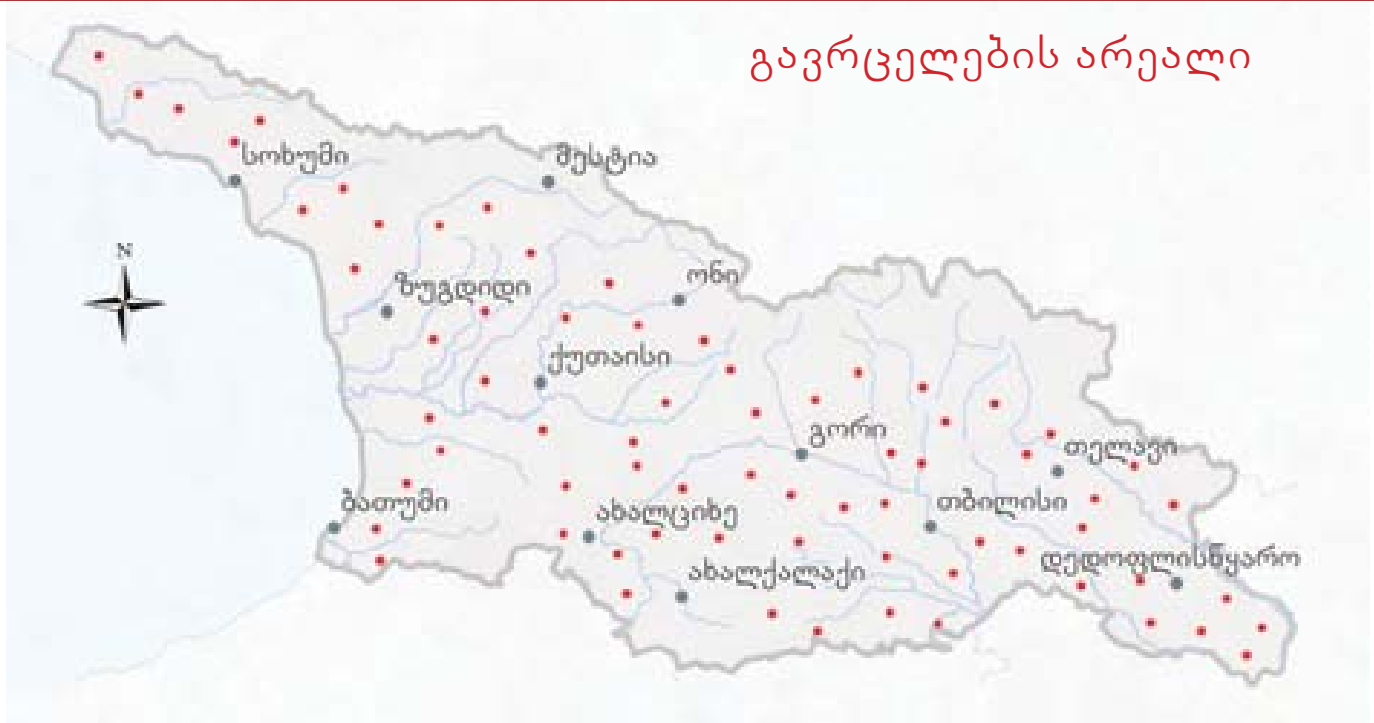 გავრცელების არეალი
სოხუმი
მესტია
N
ზუგდიდი
ონი
ქუთაისი
გორი
თელავი
ბათუმი
ახალციხე
თბილისი
დედოფლისწყარო
ახალქალაქი